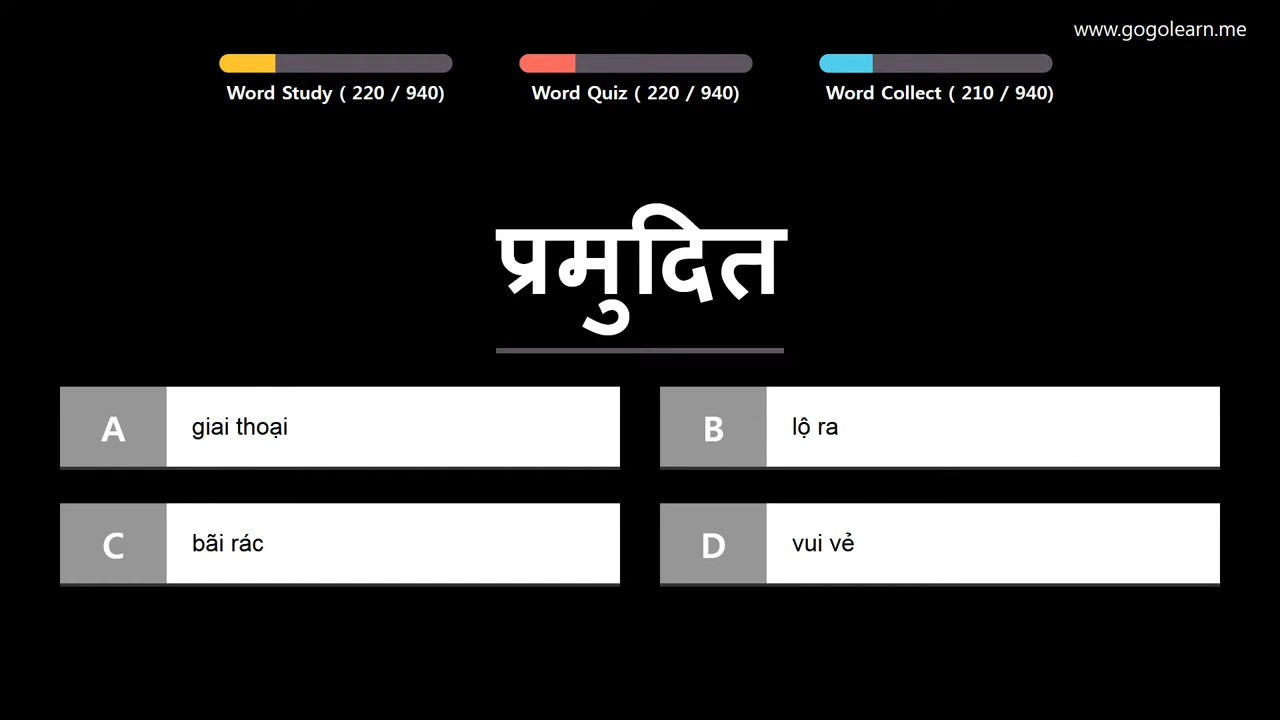 www.gogolearn.me
Word Study ( 220 / 940)
Word Quiz ( 220 / 940)
Word Collect ( 210 / 940)
प्रमुदित
A giai thoại
B lộ ra
C bãi rác
D vui vẻ